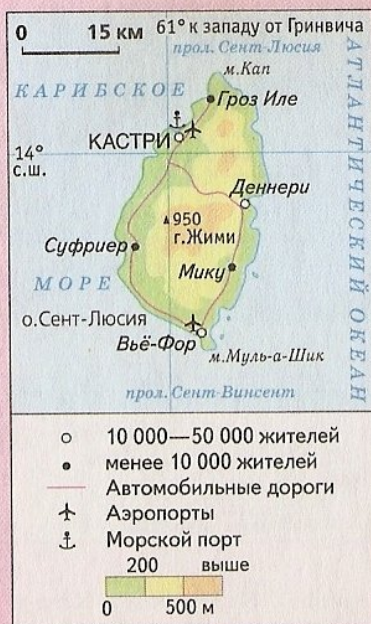 0 15 км 61° к западу от Гринвича
прол. Сент-Люсия
м.Кап
КАРИБСКОЕ
Гроз Иле
АТЛАНТИЧЕСКИЙ ОКЕАН
КАСТРИ
14°
с.ш.
Деннери
950
г.Жими
Суфриер
Мику
МОРЕ
о.Сент-Люсия
Вьё-Фор
м.Муль-а-Шик
прол.Сент-Винсент
10 000—50 000 жителей
менее 10 000 жителей
Автомобильные дороги
Аэропорты
Морской порт
200 выше
0 500 м